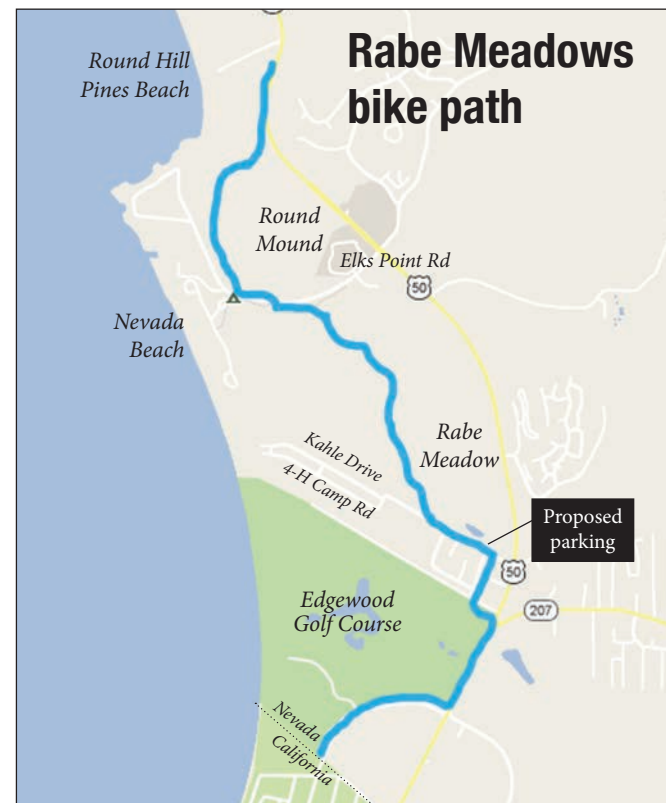 Rabe Meadows
bike path
Round Hill
Pines Beach
Round
Mound
Elks Point Rd
50
Nevada
Beach
Rabe
Meadow
Kahle Drive
4-H Camp Rd
Proposed
parking
50
207
Edgewood
Golf Course
Nevada
California